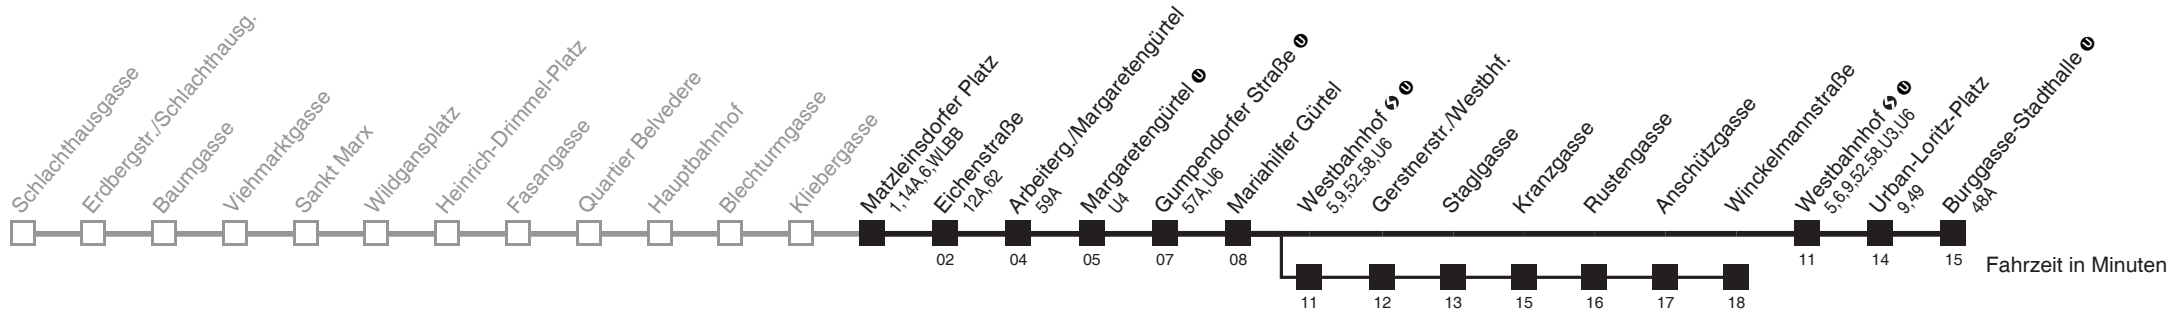 Schlachthausgasse
Erdbergstr./Schlachthausg.
Baumgasse
Viehmarktgasse
Sankt Marx
Wildgansplatz
Heinrich-Drimmel-Platz
Fasangasse
Quartier Belvedere
Hauptbahnhof
Blechturmgasse
Kliebergasse
Matzleinsdorfer Platz
1,14A,6,WLBB
Eichenstraße
12A,62
Arbeiterg./Margaretengürtel
59A
Margaretengürtel U
U4
Gumpendorfer Straße U
57A,U6
Mariahilfer Gürtel
Westbahnhof S U
5,9,52,58,U6
Gerstnerstr./Westbhf.
Staglgasse
Kranzgasse
Rustengasse
Anschützgasse
Winckelmannstraße
Westbahnhof S U
5,6,9,52,58,U3,U6
Urban-Loritz-Platz
9,49
Burggasse-Stadthalle U
48A
02 04 05 07 08 11 14 15 Fahrzeit in Minuten
11 12 13 15 16 17 18